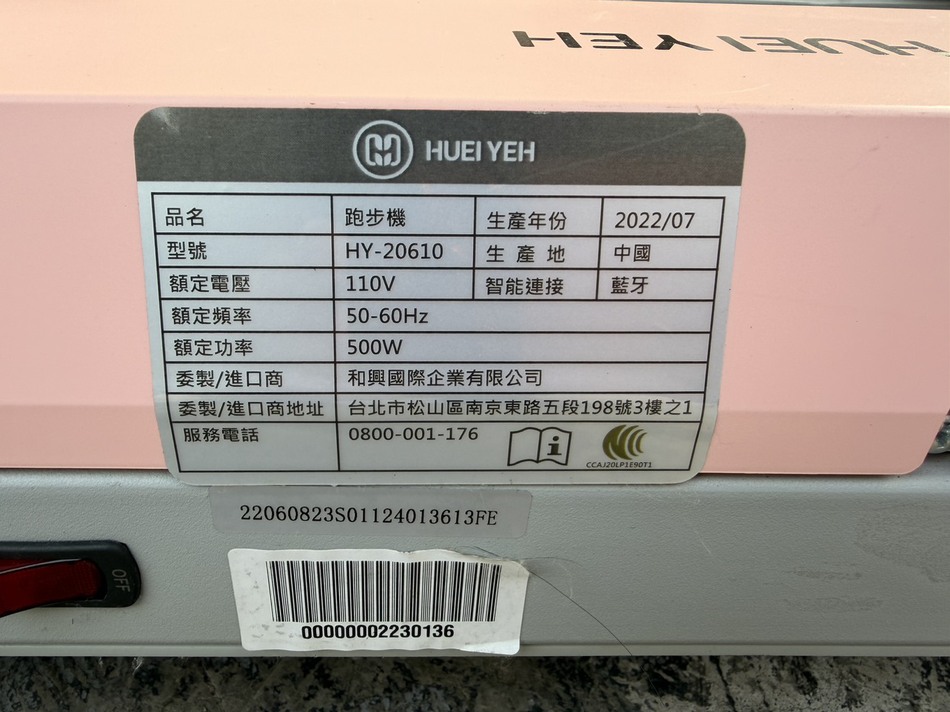 HUEI YEH
HUEI YEH
品名 跑步機 生產年份 2022/07
型號 HY-20610 生產地 中國
額定電壓 110V 智能連接 藍牙
額定頻率 50-60Hz
額定功率 500W
委製/進口商 和興國際企業有限公司
委製/進口商地址 台北市松山區南京東路五段198號3樓之1
服務電話 0800-001-176
i
CCAJ20LP1E90T1
22060823S01124013613FE
OFF
00000002230136